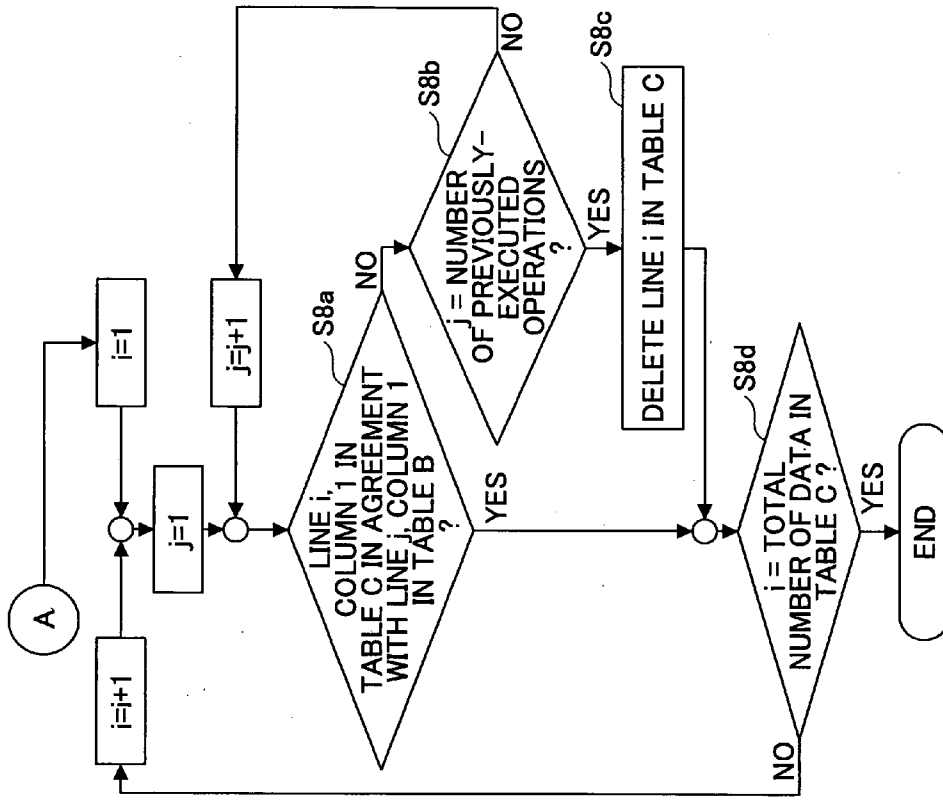 A
i=1
i=i+1
j=1
j=j+1
LINE i,
COLUMN 1 IN
TABLE C IN AGREEMENT
WITH LINE j, COLUMN 1
IN TABLE B
?
S8a
NO
YES
j = NUMBER
OF PREVIOUSLY-
EXECUTED
OPERATIONS
?
S8b
NO
YES
DELETE LINE i IN TABLE C
S8c
i = TOTAL
NUMBER OF DATA IN
TABLE C ?
S8d
NO
YES
END